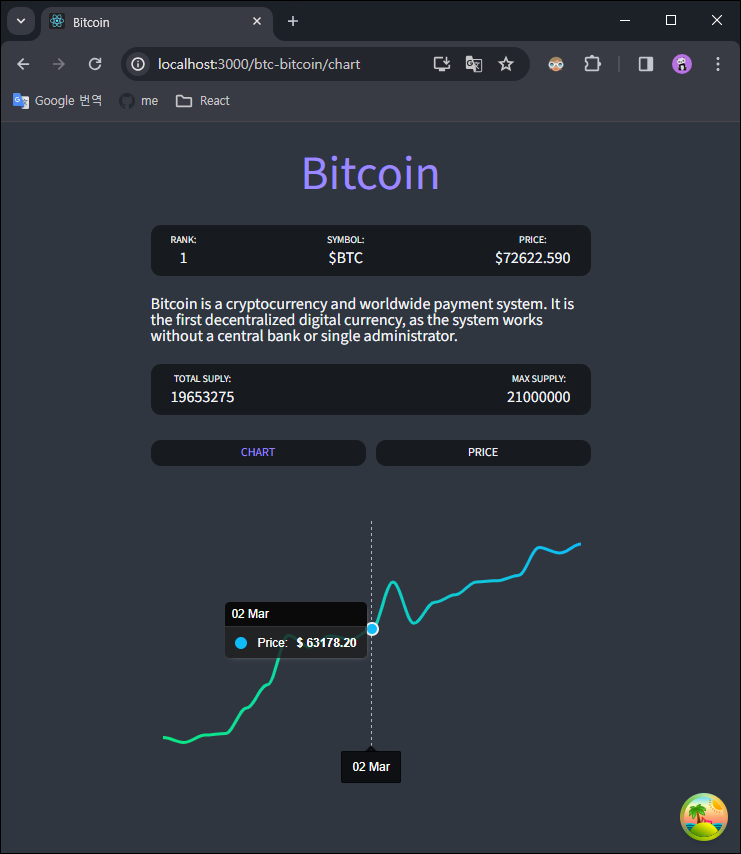 Bitcoin
localhost:3000/btc-bitcoin/chart
Google 번역
me
React
Bitcoin
RANK:
1
SYMBOL:
$BTC
PRICE:
$72622.590
Bitcoin is a cryptocurrency and worldwide payment system. It is
the first decentralized digital currency, as the system works
without a central bank or single administrator.
TOTAL SUPLY:
19653275
MAX SUPPLY:
21000000
CHART
PRICE
02 Mar
Price: $ 63178.20
02 Mar